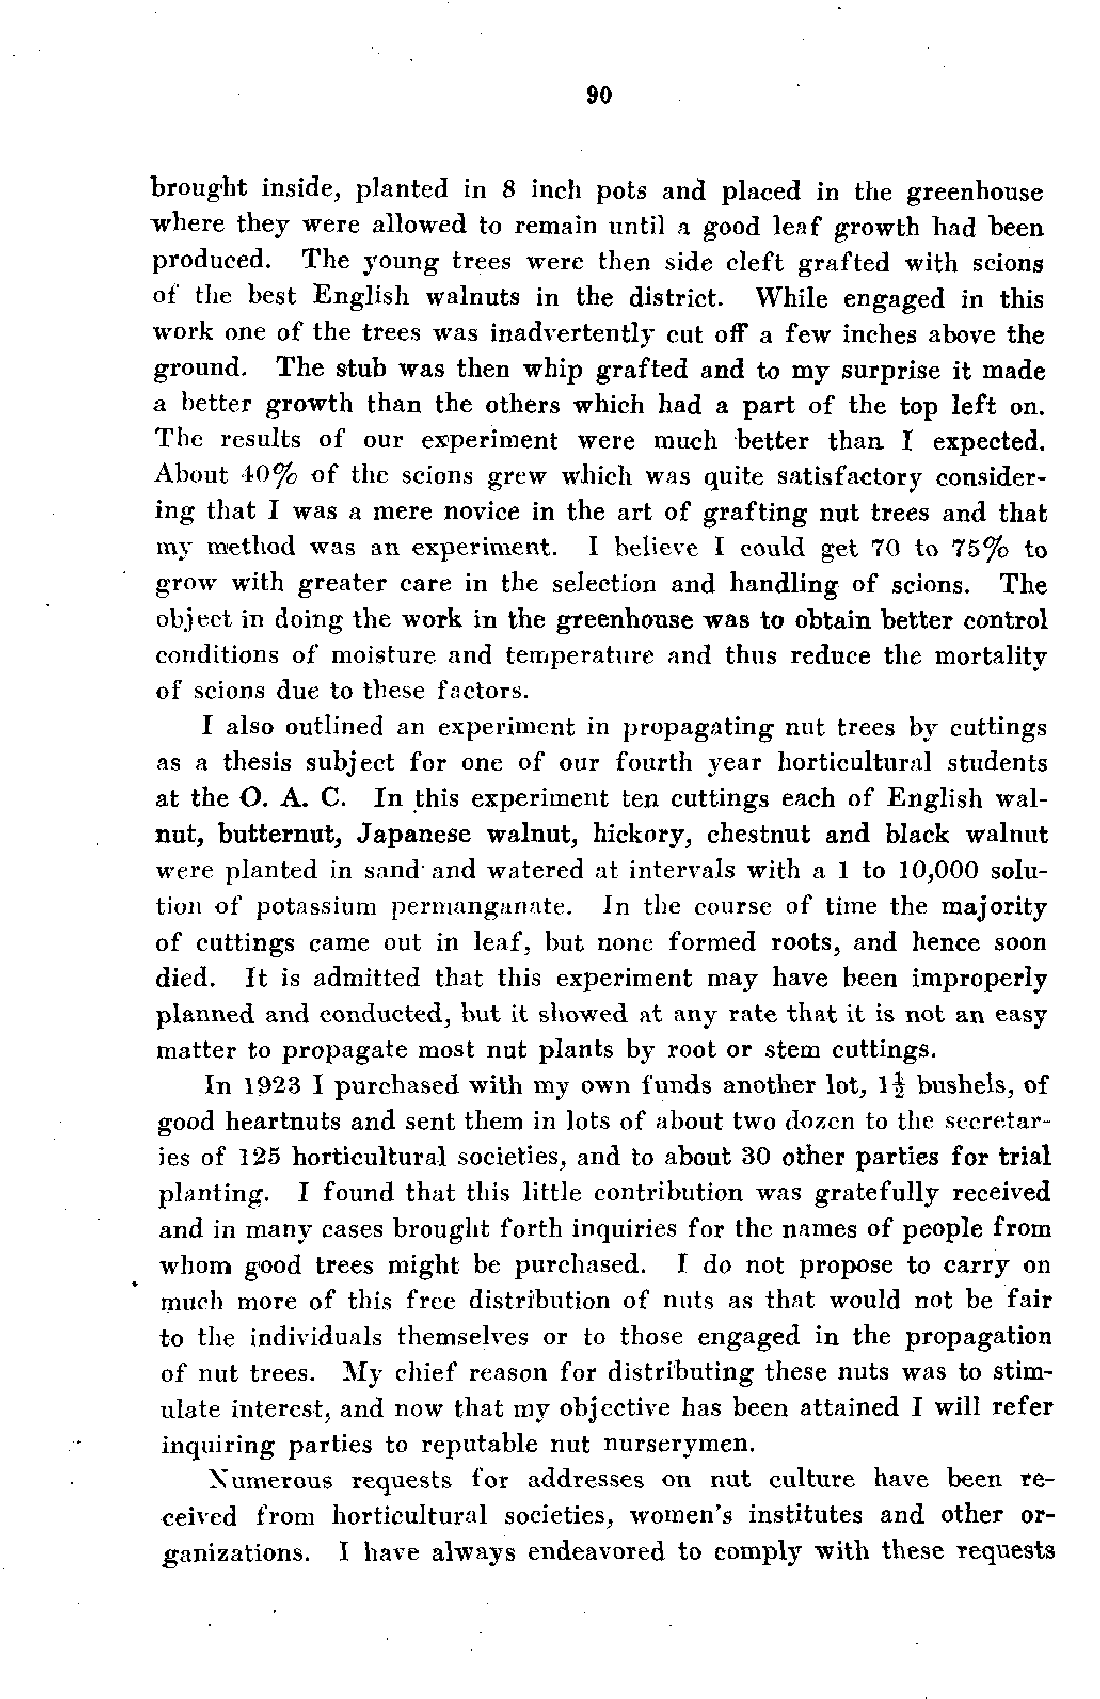 90
brought inside, planted in 8 inch pots and placed in the greenhouse
where they were allowed to remain until a good leaf growth had been
produced. The young trees were then side cleft grafted with scions
of the best English walnuts in the district. While engaged in this
work one of the trees was inadvertently cut off a few inches above the
ground. The stub was then whip grafted and to my surprise it made
a better growth than the others which had a part of the top left on.
The results of our experiment were much better than I expected.
About 40% of the scions grew which was quite satisfactory consider-
ing that I was a mere novice in the art of grafting nut trees and that
my method was an experiment. I believe I could get 70 to 75% to
grow with greater care in the selection and handling of scions. The
object in doing the work in the greenhouse was to obtain better control
conditions of moisture and temperature and thus reduce the mortality
of scions due to these factors.
I also outlined an experiment in propagating nut trees by cuttings
as a thesis subject for one of our fourth year horticultural students
at the O. A. C. In this experiment ten cuttings each of English wal-
nut, butternut, Japanese walnut, hickory, chestnut and black walnut
were planted in sand and watered at intervals with a 1 to 10,000 solu-
tion of potassium permanganate. In the course of time the majority
of cuttings came out in leaf, but none formed roots, and hence soon
died. It is admitted that this experiment may have been improperly
planned and conducted, but it showed at any rate that it is not an easy
matter to propagate most nut plants by root or stem cuttings.
In 1923 I purchased with my own funds another lot, 1½ bushels, of
good heartnuts and sent them in lots of about two dozen to the secretar-
ies of 125 horticultural societies, and to about 30 other parties for trial
planting. I found that this little contribution was gratefully received
and in many cases brought forth inquiries for the names of people from
whom good trees might be purchased. I do not propose to carry on
much more of this free distribution of nuts as that would not be fair
to the individuals themselves or to those engaged in the propagation
of nut trees. My chief reason for distributing these nuts was to stim-
ulate interest, and now that my objective has been attained I will refer
inquiring parties to reputable nut nurserymen.
Numerous requests for addresses on nut culture have been re-
ceived from horticultural societies, women's institutes and other or-
ganizations. I have always endeavored to comply with these requests